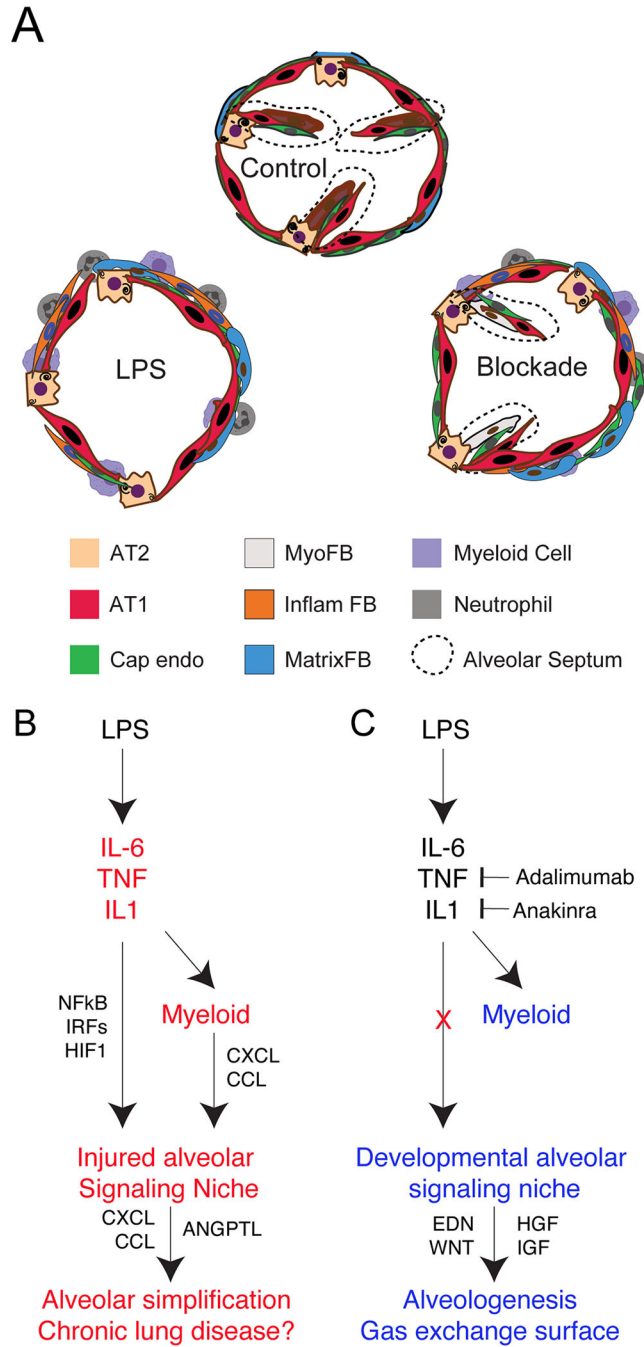 A
Control
LPS
Blockade
AT2
MyoFB
Myeloid Cell
AT1
Inflam FB
Neutrophil
Cap endo
MatrixFB
Alveolar Septum
B
LPS
IL-6
TNF
IL1
NFkB
IRFs
HIF1
Myeloid
CXCL
CCL
Injured alveolar
Signaling Niche
CXCL
CCL
ANGPTL
Alveolar simplification
Chronic lung disease?
C
LPS
IL-6
TNF
Adalimumab
IL1
Anakinra
X
Myeloid
Developmental alveolar
signaling niche
EDN
WNT
HGF
IGF
Alveologenesis
Gas exchange surface